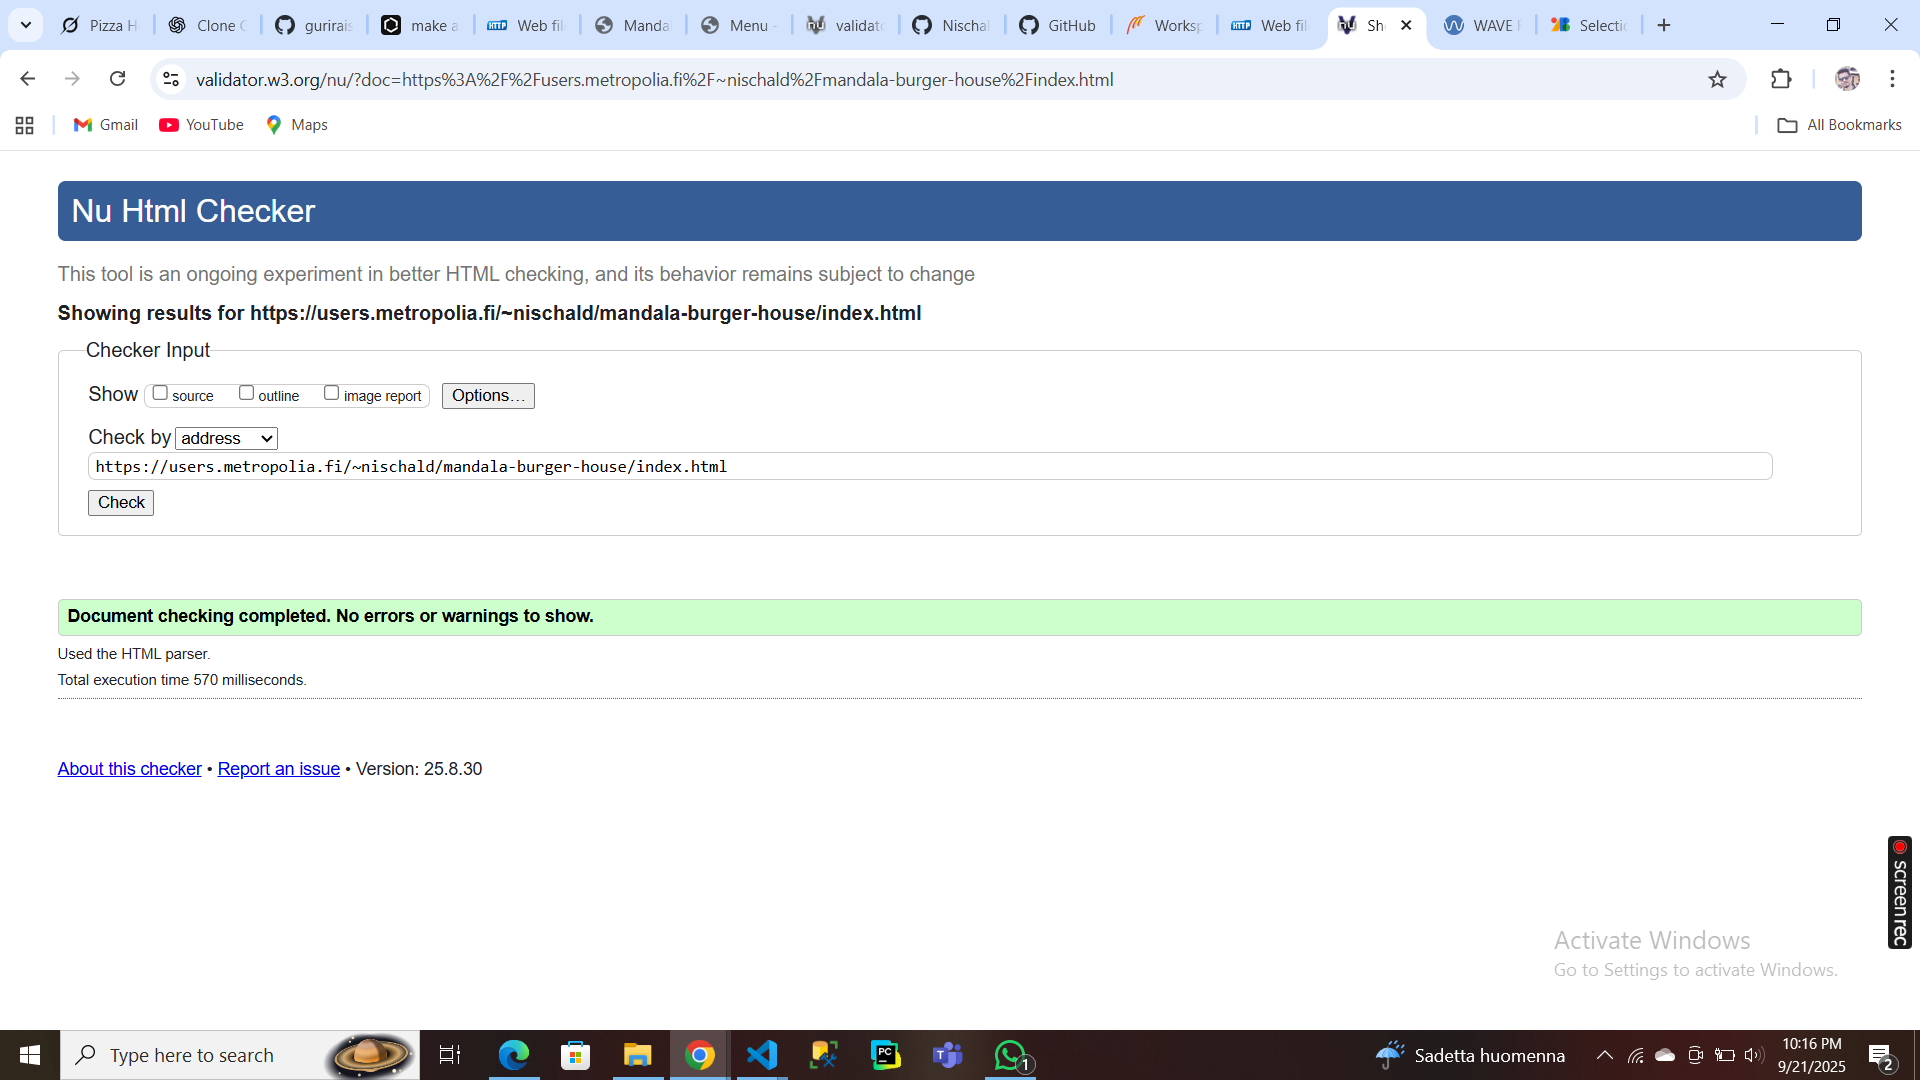 Pizza H
Clone C
gurirais
make a
Web fil
Manda
Menu -
validato
Nischal
GitHub
Worksp
Web fil
Sh
WAVE R
Selectio
validator.w3.org/nu/?doc=https%3A%2F%2Fusers.metropolia.fi%2F~nischald%2Fmandala-burger-house%2Findex.html
Gmail
YouTube
Maps
All Bookmarks
Nu Html Checker
This tool is an ongoing experiment in better HTML checking, and its behavior remains subject to change
Showing results for https://users.metropolia.fi/~nischald/mandala-burger-house/index.html
Checker Input
Show source outline image report Options…
Check by address
https://users.metropolia.fi/~nischald/mandala-burger-house/index.html
Check
Document checking completed. No errors or warnings to show.
Used the HTML parser.
Total execution time 570 milliseconds.
About this checker • Report an issue • Version: 25.8.30
screenrec
Activate Windows
Go to Settings to activate Windows.
Type here to search
PC
1
Sadetta huomenna
10:16 PM
9/21/2025
2